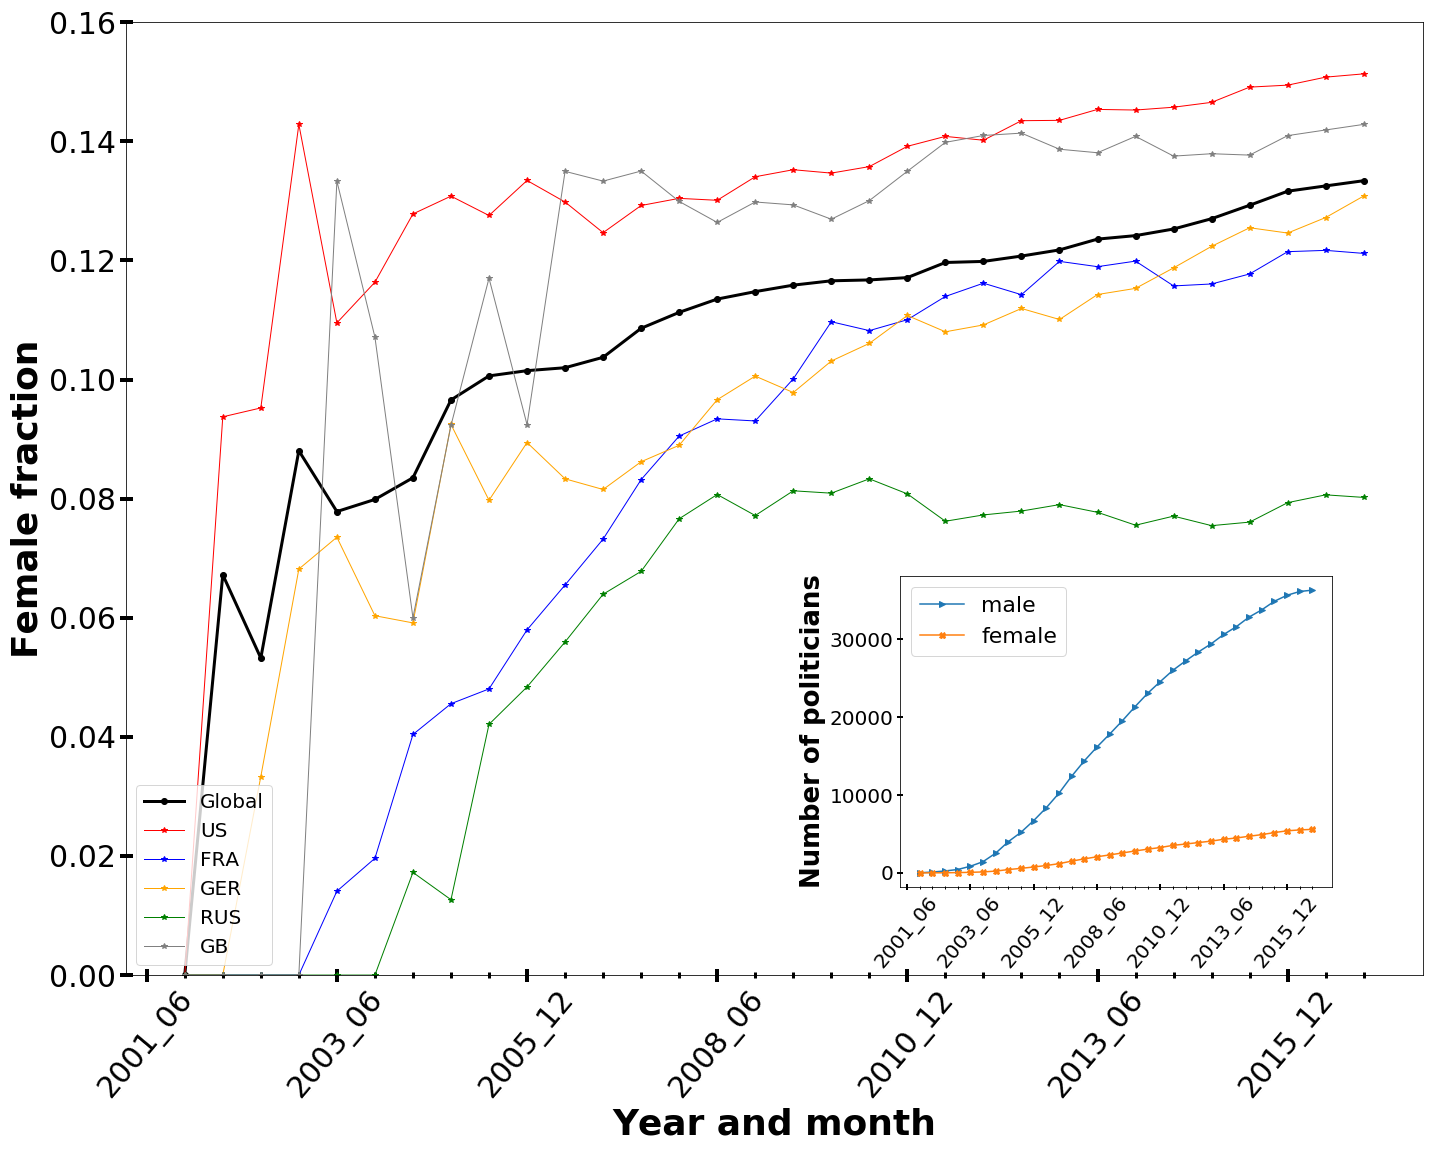 0.16
0.14
0.12
0.10
0.08
0.06
0.04
0.02
0.00
Female fraction
Global
US
FRA
GER
RUS
GB
2001_06
2003_06
2005_12
2008_06
2010_12
2013_06
2015_12
Year and month
Number of politicians
30000
20000
10000
0
male
female
2001_06
2003_06
2005_12
2008_06
2010_12
2013_06
2015_12